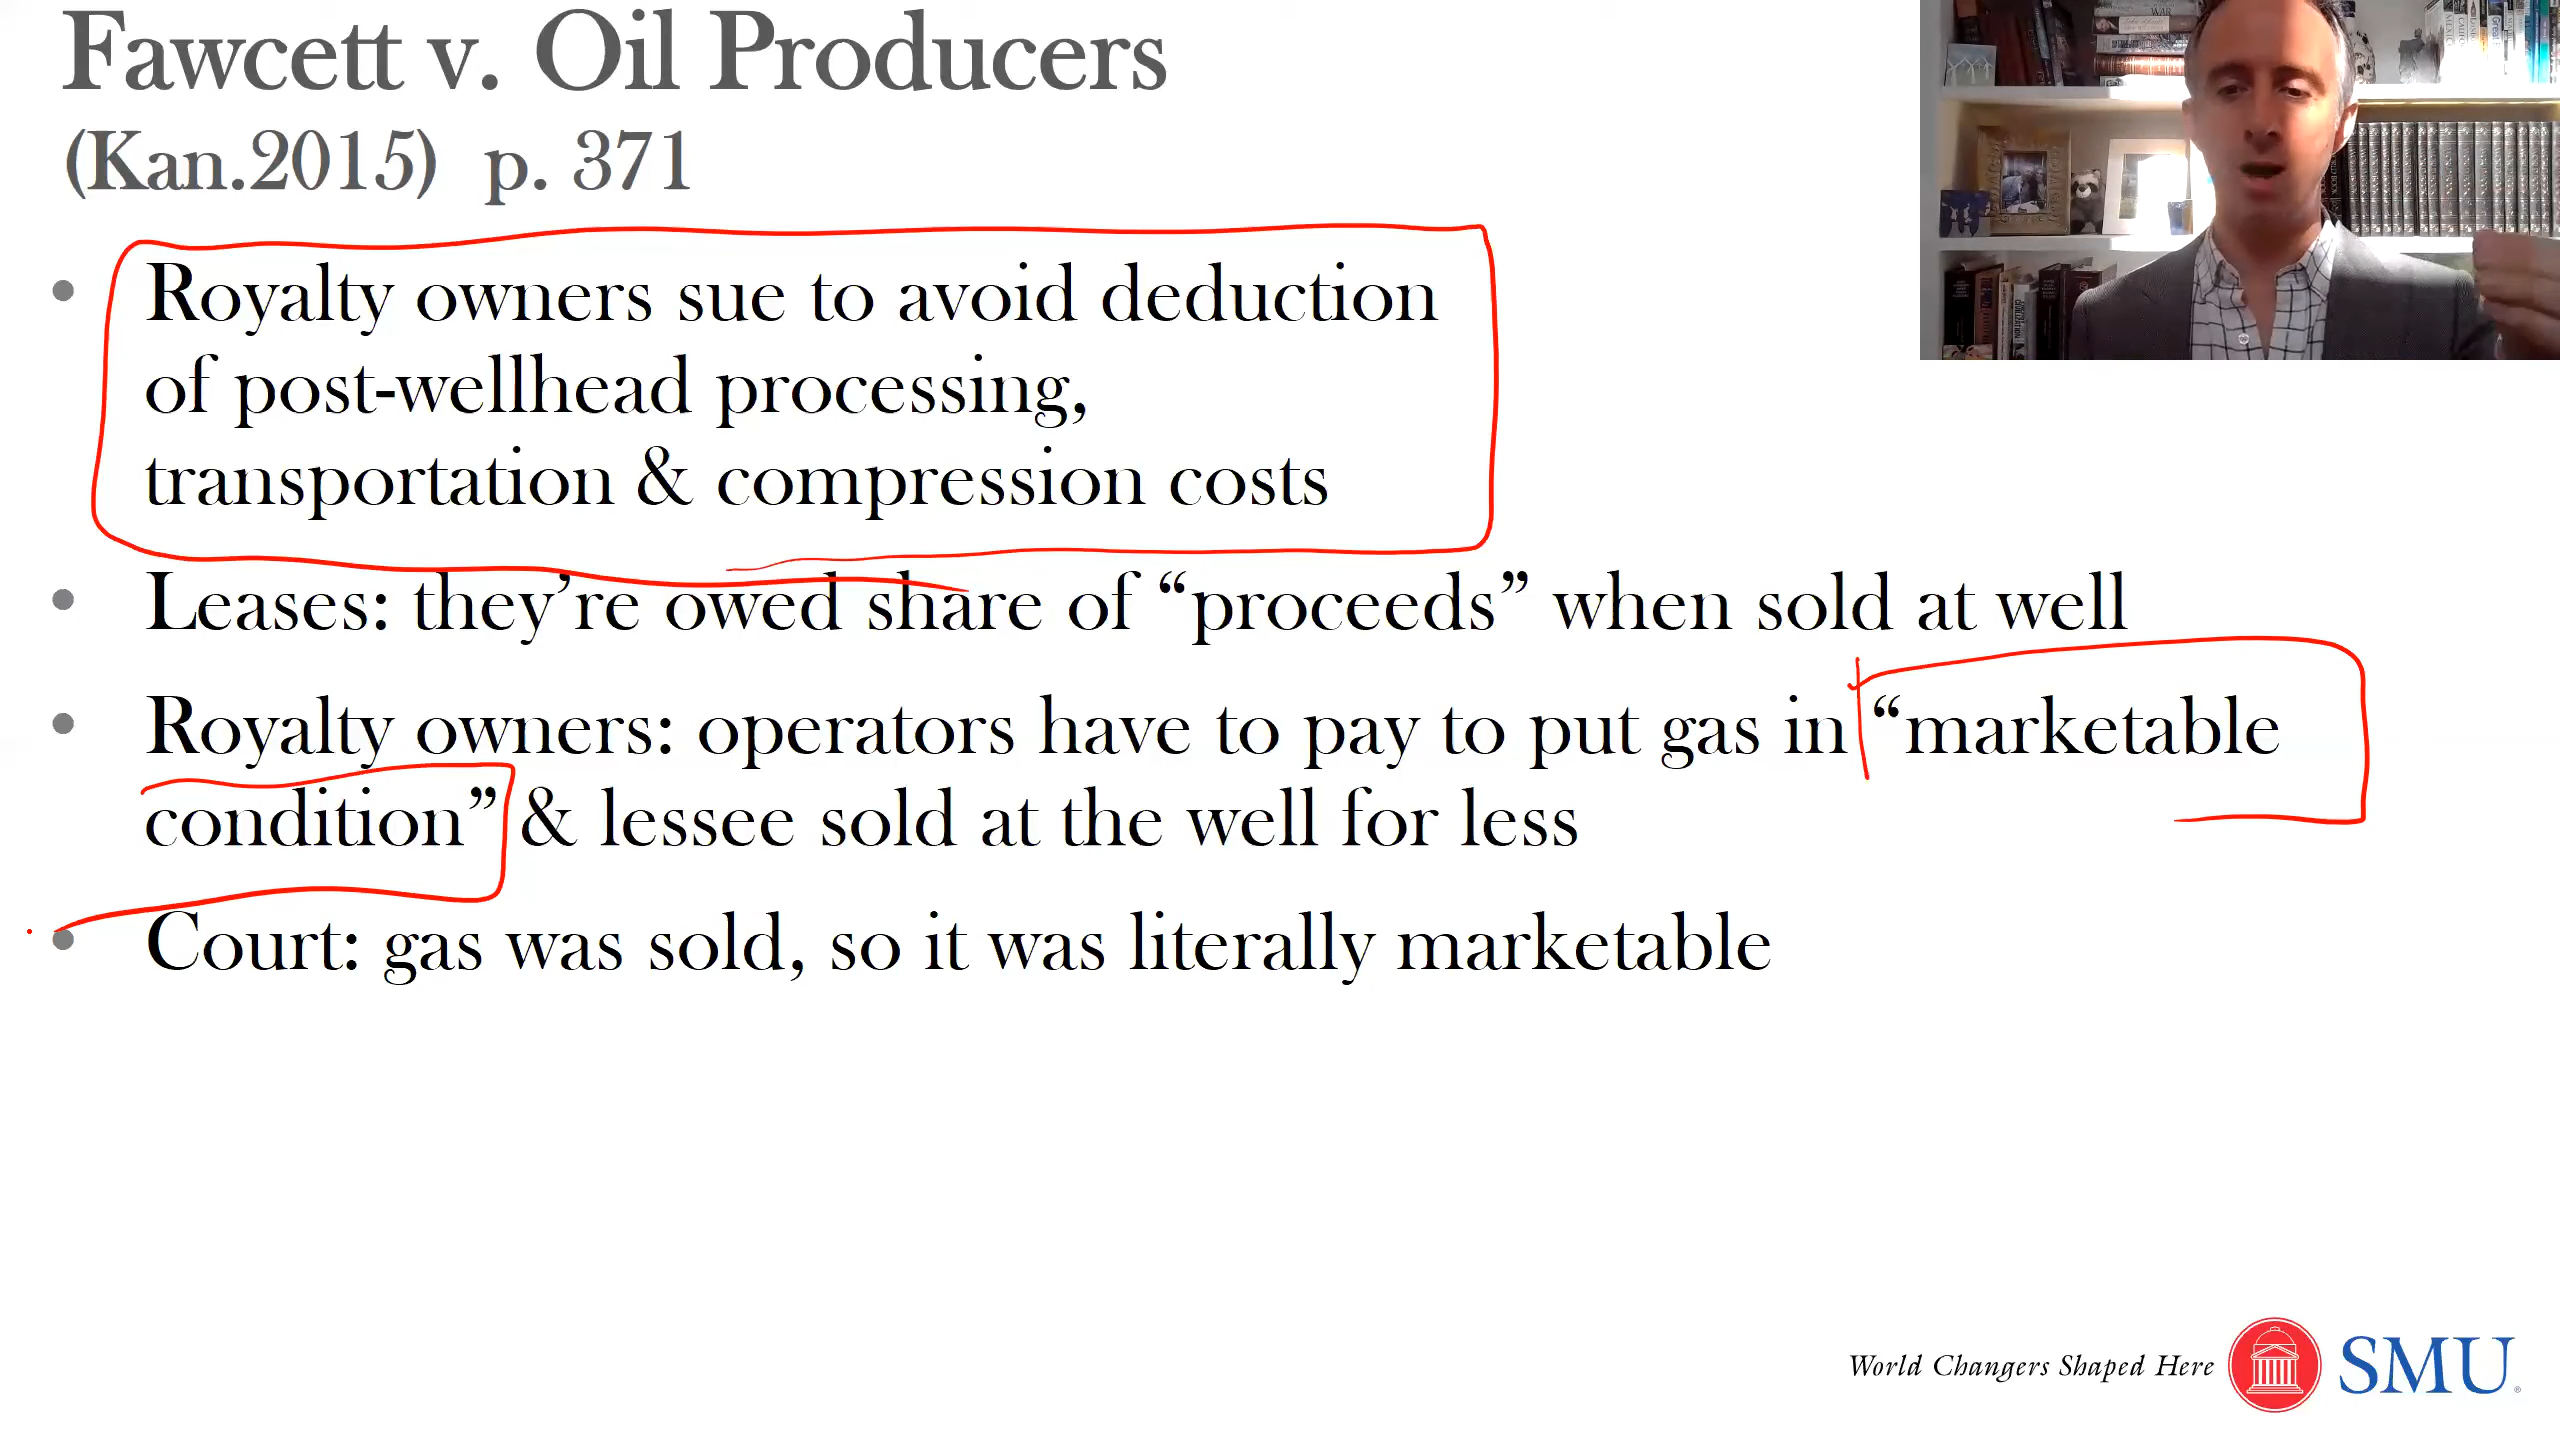 Fawcett v. Oil Producers
(Kan.2015) p. 371
• Royalty owners sue to avoid deduction
of post-wellhead processing,
transportation & compression costs
• Leases: they’re owed share of “proceeds” when sold at well
• Royalty owners: operators have to pay to put gas in “marketable
condition” & lessee sold at the well for less
• Court: gas was sold, so it was literally marketable
World Changers Shaped Here
SMU